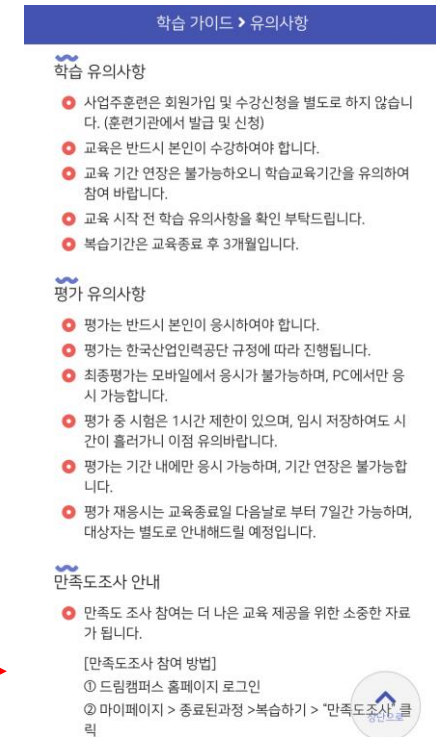 학습 가이드 > 유의사항
학습 유의사항
사업주훈련은 회원가입 및 수강신청을 별도로 하지 않습니
다. (훈련기관에서 발급 및 신청)
교육은 반드시 본인이 수강하여야 합니다.
교육 기간 연장은 불가능하오니 학습교육기간을 유의하여
참여 바랍니다.
교육 시작 전 학습 유의사항을 확인 부탁드립니다.
복습기간은 교육종료 후 3개월입니다.
평가 유의사항
평가는 반드시 본인이 응시하여야 합니다.
평가는 한국산업인력공단 규정에 따라 진행됩니다.
최종평가는 모바일에서 응시가 불가능하며, PC에서만 응
시 가능합니다.
평가 중 시험은 1시간 제한이 있으며, 임시 저장하여도 시
간이 흘러가니 이점 유의바랍니다.
평가는 기간 내에만 응시 가능하며, 기간 연장은 불가능합
니다.
평가 재응시는 교육종료일 다음날로 부터 7일간 가능하며,
대상자는 별도로 안내해드릴 예정입니다.
만족도조사 안내
만족도 조사 참여는 더 나은 교육 제공을 위한 소중한 자료
가 됩니다.
[만족도조사 참여 방법]
① 드림캠퍼스 홈페이지 로그인
② 마이페이지 > 종료된과정 >복습하기 > "만족도조사" 클
릭
상단으로